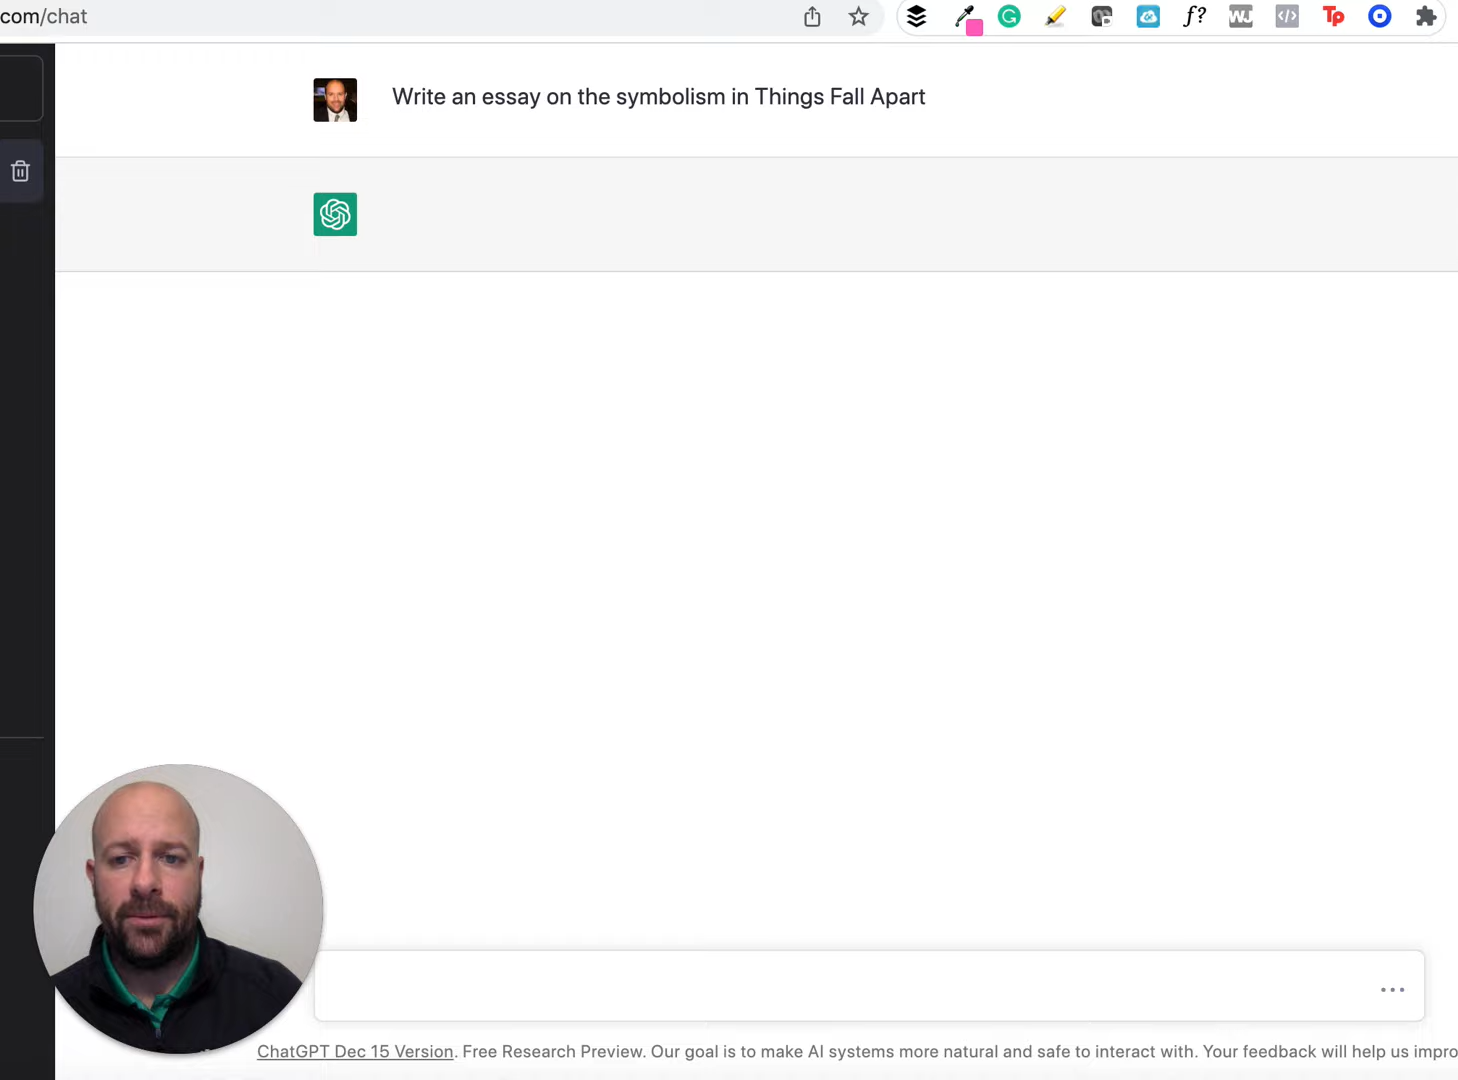 com/chat
G
f?
WJ
</>
Tp
Write an essay on the symbolism in Things Fall Apart
ChatGPT Dec 15 Version. Free Research Preview. Our goal is to make AI systems more natural and safe to interact with. Your feedback will help us impro